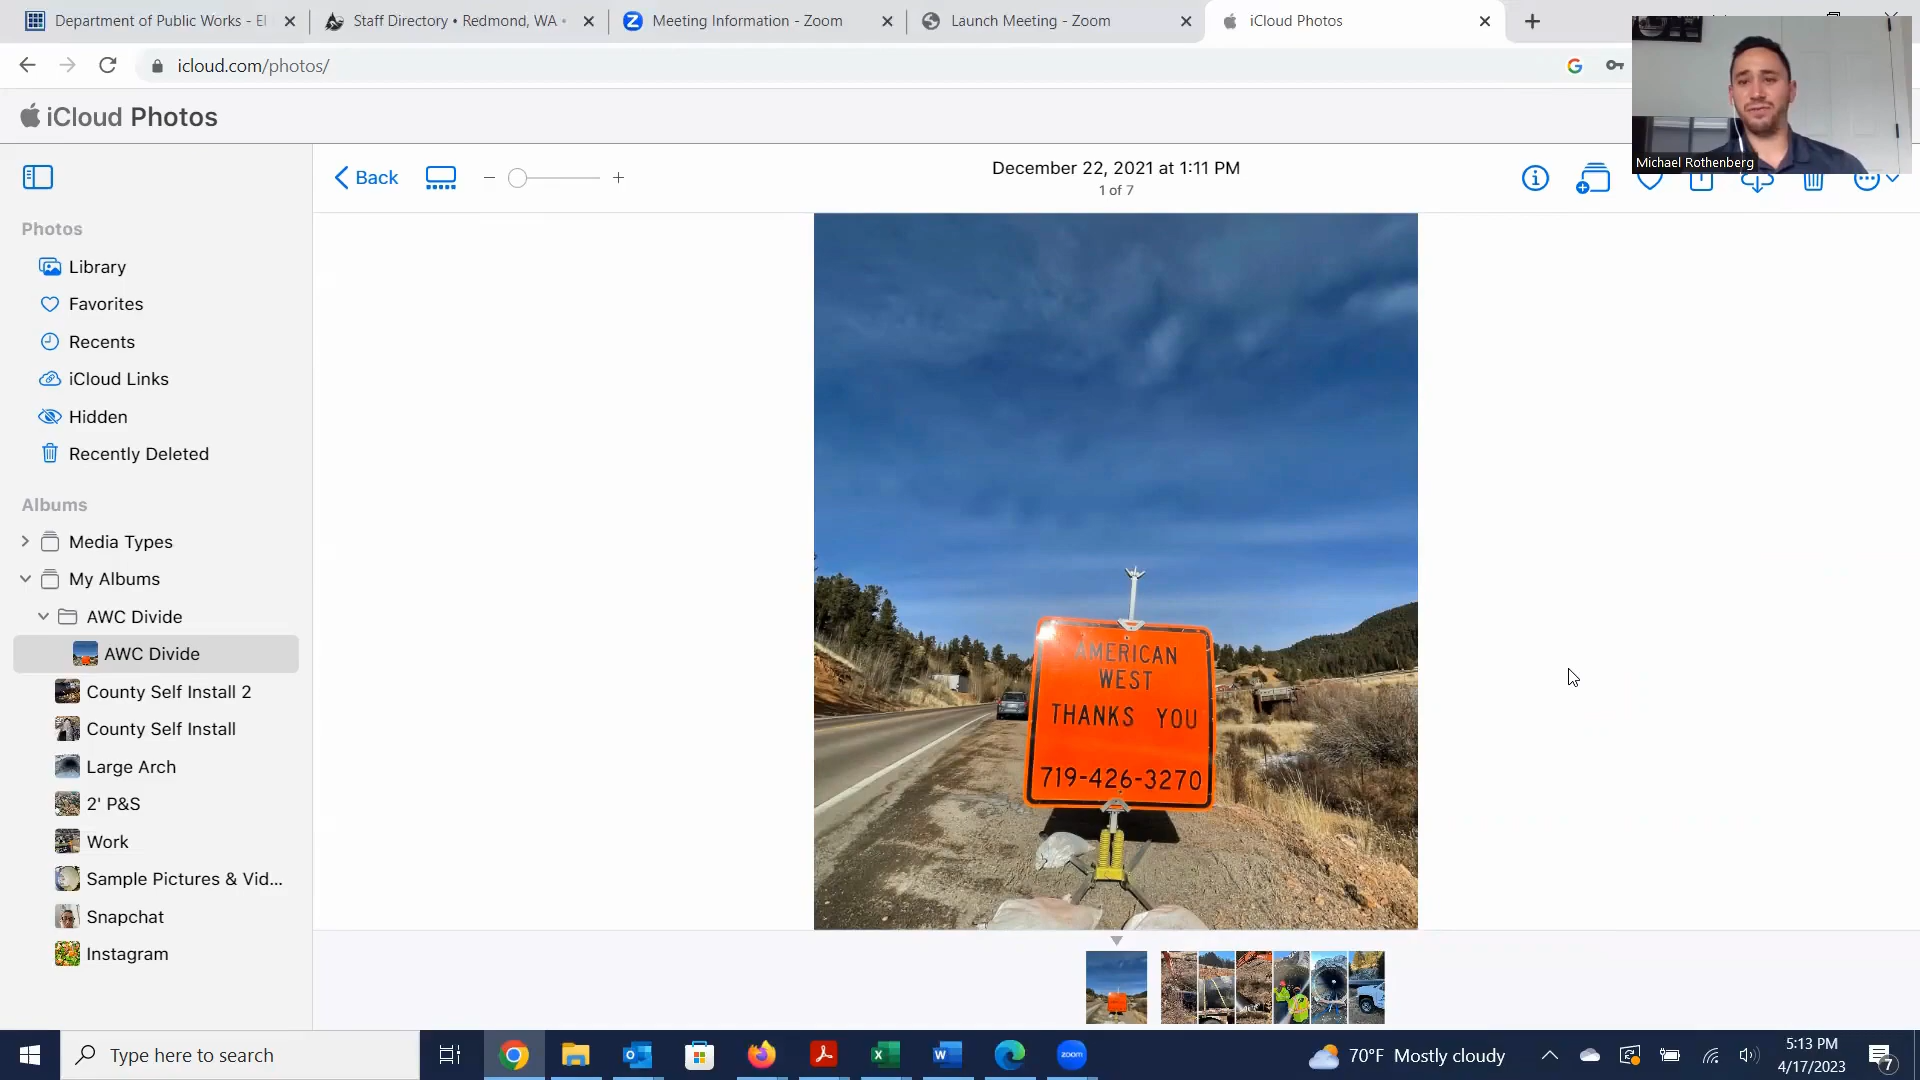 Department of Public Works - El
Staff Directory • Redmond, WA •
Meeting Information - Zoom
Launch Meeting - Zoom
iCloud Photos
icloud.com/photos/
iCloud Photos
Michael Rothenberg
Back
December 22, 2021 at 1:11 PM
1 of 7
Photos
Library
Favorites
Recents
iCloud Links
Hidden
Recently Deleted
Albums
Media Types
My Albums
AWC Divide
AWC Divide
County Self Install 2
County Self Install
Large Arch
2' P&S
Work
Sample Pictures & Vid...
Snapchat
Instagram
AMERICAN
WEST
THANKS YOU
719-426-3270
Type here to search
zoom
70°F Mostly cloudy
5:13 PM
4/17/2023
7